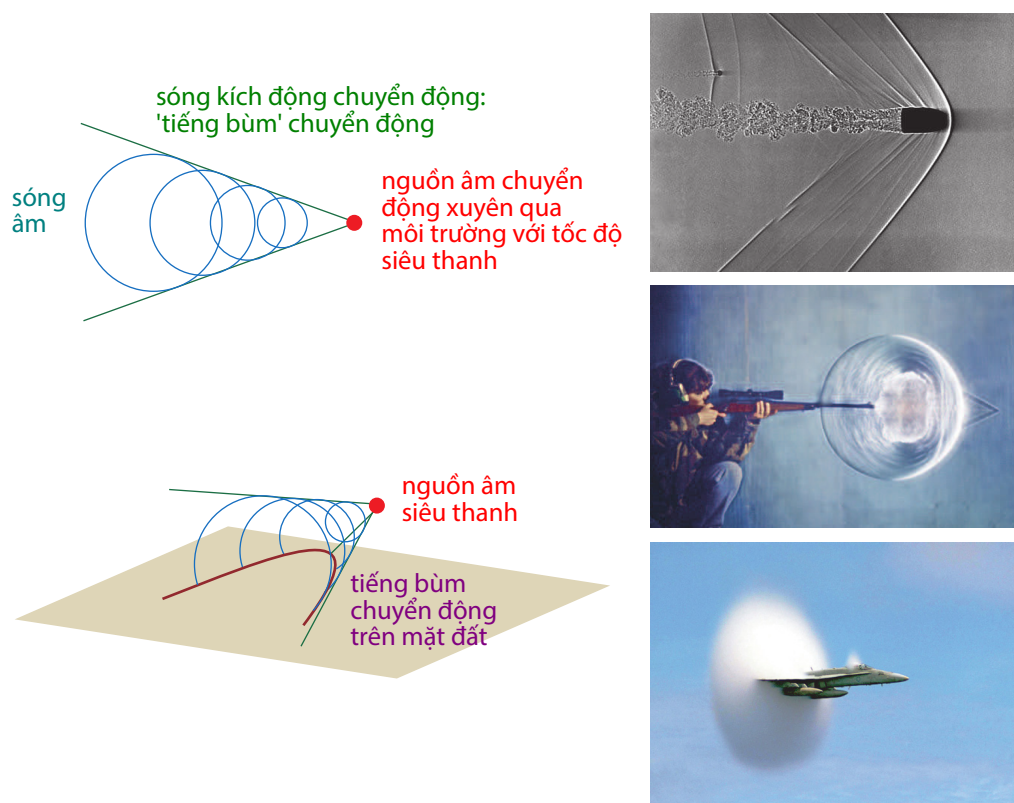 sóng kích động chuyển động:
'tiếng bùm' chuyển động
sóng
âm
nguồn âm chuyển
động xuyên qua
môi trường với tốc độ
siêu thanh
nguồn âm
siêu thanh
tiếng bùm
chuyển động
trên mặt đất